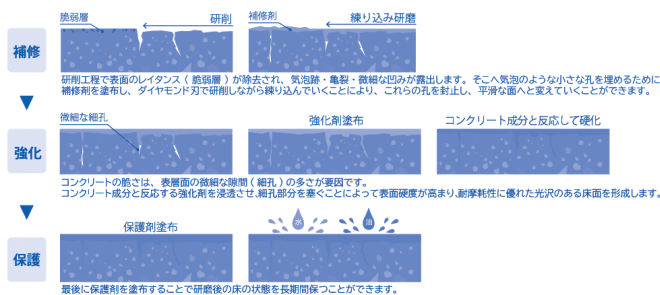 脆弱層
研削
補修剤
練り込み研磨
補修
研削工程で表面のレイタンス(脆弱層)が除去され、気泡跡・亀裂・微細な凹みが露出します。そこへ気泡のような小さな孔を埋めるために
補修剤を塗布し、ダイヤモンド刃で研削しながら練り込んでいくことにより、これらの孔を封止し、平滑な面へと変えていくことができます。
微細な細孔
強化剤塗布
コンクリート成分と反応して硬化
強化
コンクリートの脆さは、表層面の微細な隙間(細孔)の多さが要因です。
コンクリート成分と反応する強化剤を浸透させ、細孔部分を塞ぐことによって表面硬度が高まり、耐摩耗性に優れた光沢のある床面を形成します。
保護剤塗布
水
油
保護
最後に保護剤を塗布することで研磨後の床の状態を長期間保つことができます。